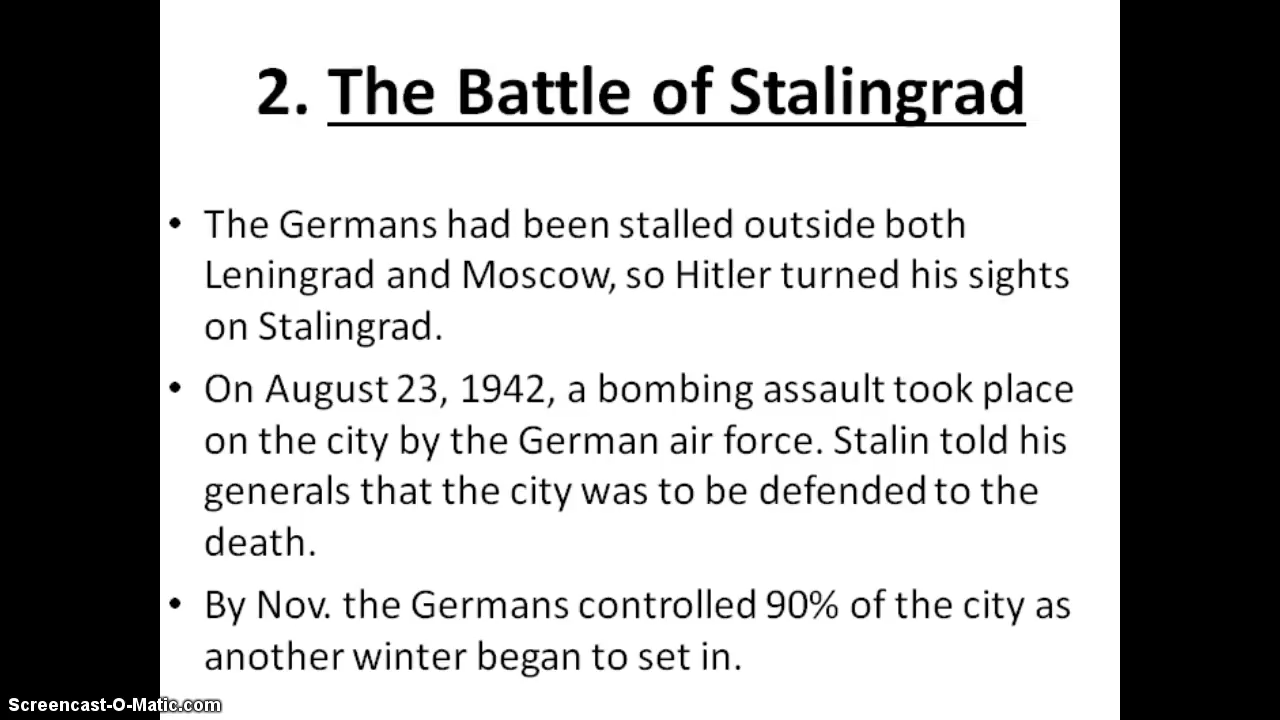 2. The Battle of Stalingrad
• The Germans had been stalled outside both
Leningrad and Moscow, so Hitler turned his sights
on Stalingrad.
• On August 23, 1942, a bombing assault took place
on the city by the German air force. Stalin told his
generals that the city was to be defended to the
death.
• By Nov. the Germans controlled 90% of the city as
another winter began to set in.
Screencast-O-Matic.com